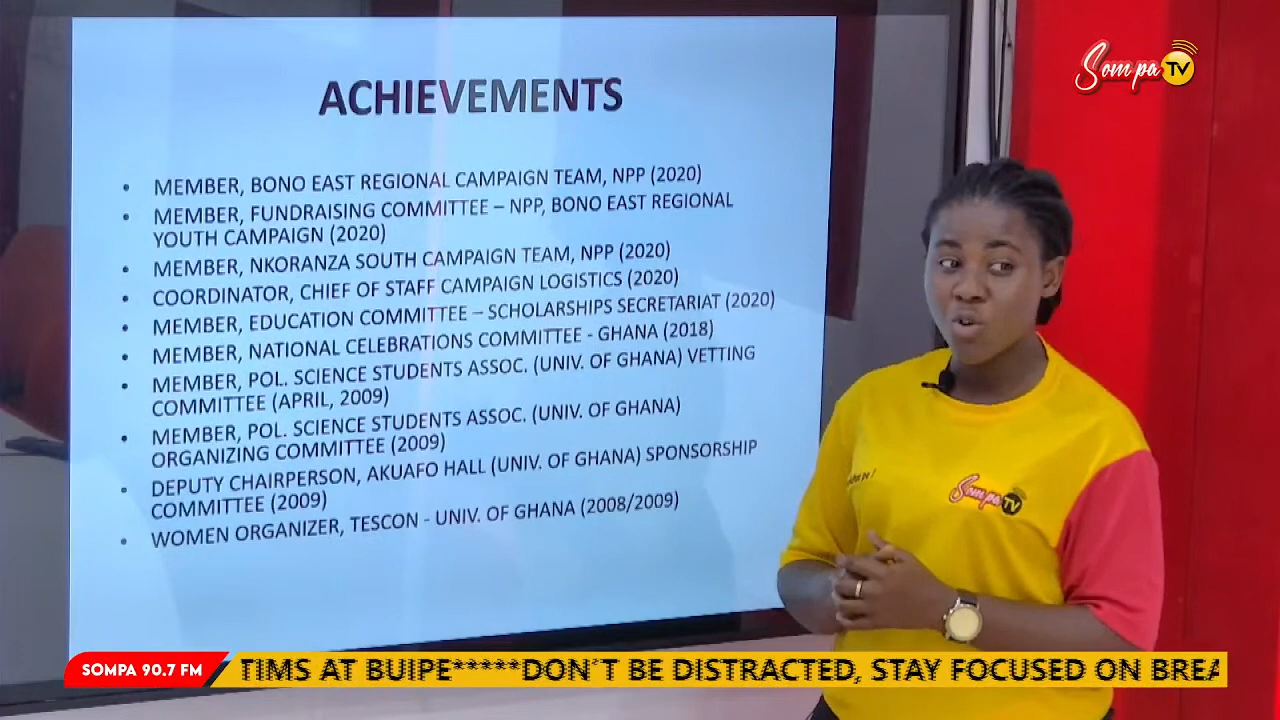 Sompa TV
ACHIEVEMENTS
• MEMBER, BONO EAST REGIONAL CAMPAIGN TEAM, NPP (2020)
• MEMBER, FUNDRAISING COMMITTEE – NPP, BONO EAST REGIONAL
YOUTH CAMPAIGN (2020)
• MEMBER, NKORANZA SOUTH CAMPAIGN TEAM, NPP (2020)
• COORDINATOR, CHIEF OF STAFF CAMPAIGN LOGISTICS (2020)
• MEMBER, EDUCATION COMMITTEE – SCHOLARSHIPS SECRETARIAT (2020)
• MEMBER, NATIONAL CELEBRATIONS COMMITTEE - GHANA (2018)
• MEMBER, POL. SCIENCE STUDENTS ASSOC. (UNIV. OF GHANA) VETTING
COMMITTEE (APRIL, 2009)
• MEMBER, POL. SCIENCE STUDENTS ASSOC. (UNIV. OF GHANA)
ORGANIZING COMMITTEE (2009)
• DEPUTY CHAIRPERSON, AKUAFO HALL (UNIV. OF GHANA) SPONSORSHIP
COMMITTEE (2009)
• WOMEN ORGANIZER, TESCON - UNIV. OF GHANA (2008/2009)
Sompa TV
SOMPA 90.7 FM
TIMS AT BUIPE*****DON´T BE DISTRACTED, STAY FOCUSED ON BREA